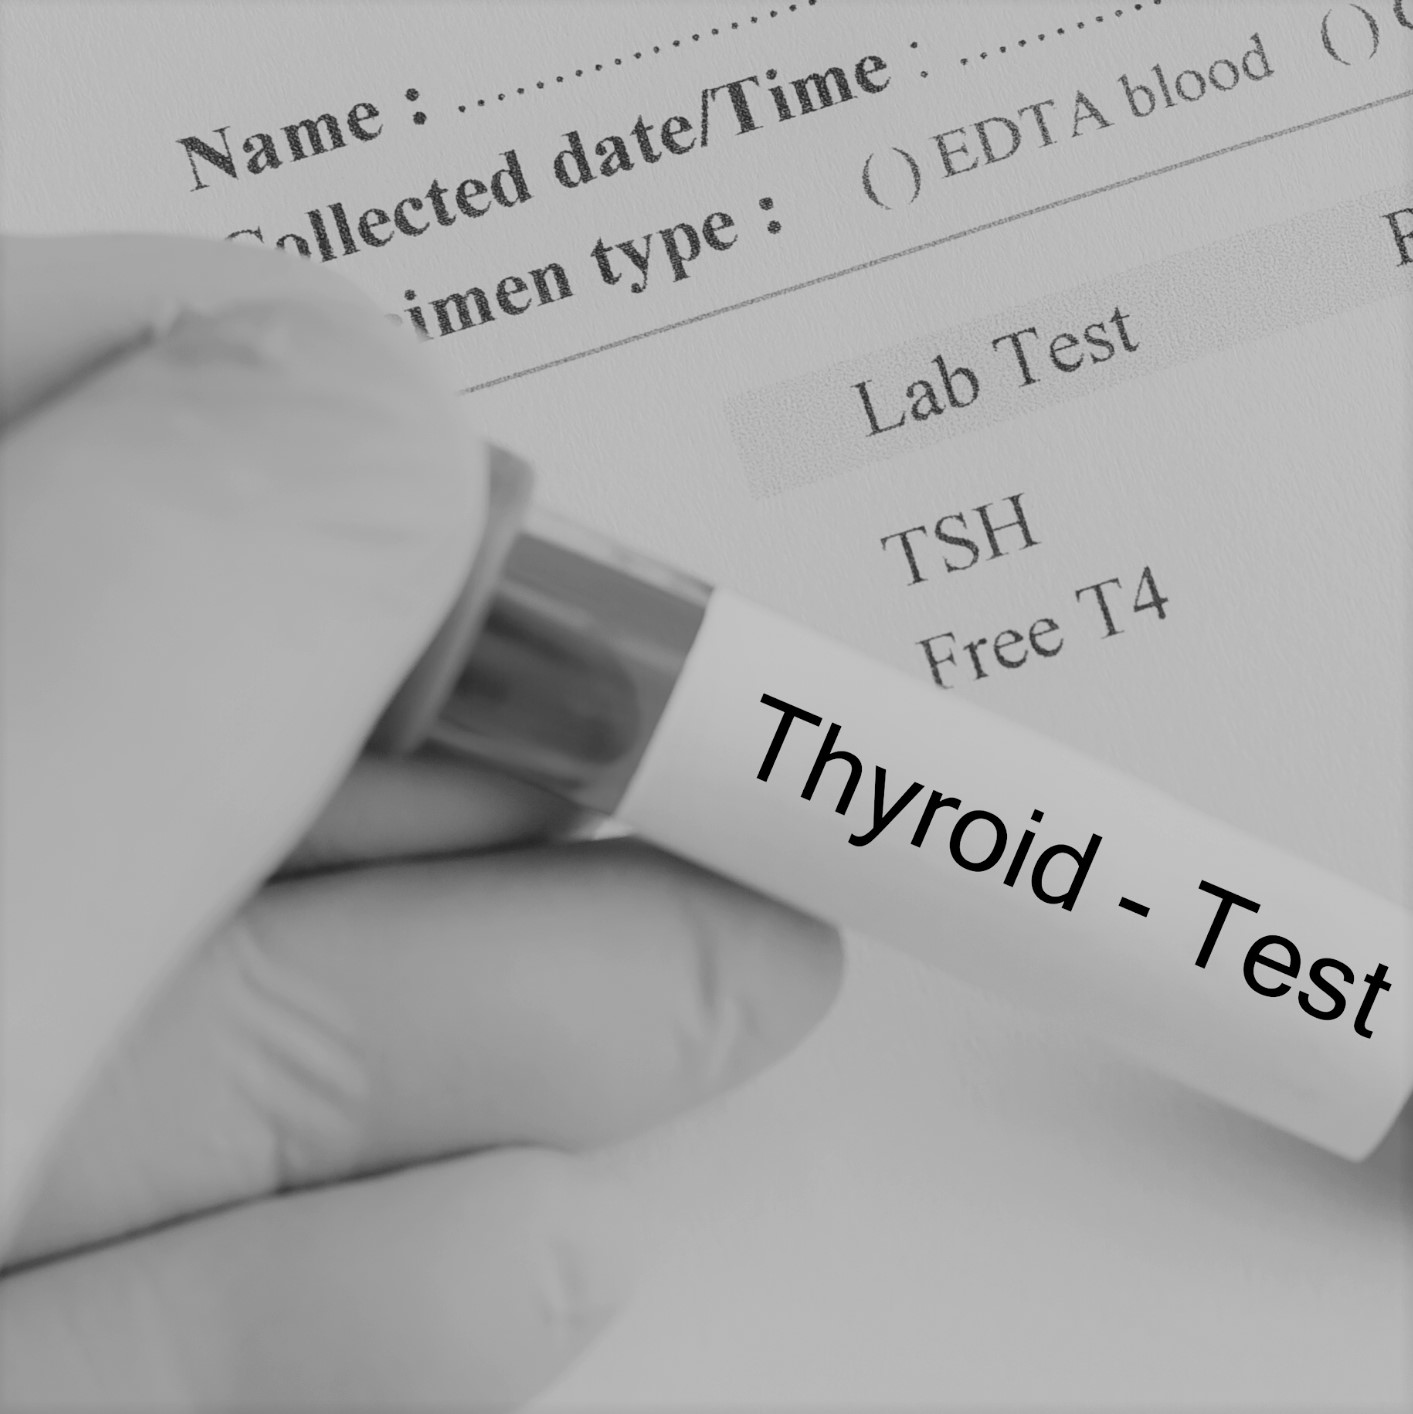 Name : ........................
Collected date/Time : ..............
imen type : () EDTA blood ()
Lab Test
TSH
Free T4
Thyroid - Test